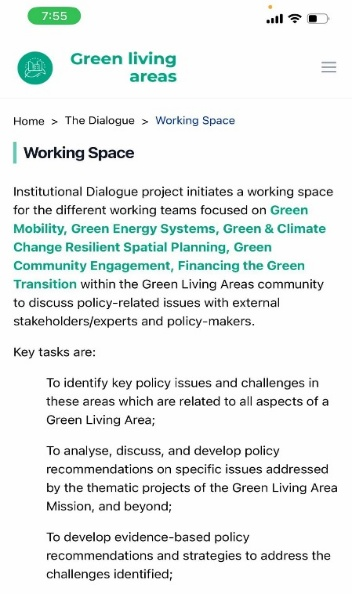 7:55
Green living
areas
Home > The Dialogue > Working Space
Working Space
Institutional Dialogue project initiates a working space
for the different working teams focused on Green
Mobility, Green Energy Systems, Green & Climate
Change Resilient Spatial Planning, Green
Community Engagement, Financing the Green
Transition within the Green Living Areas community
to discuss policy-related issues with external
stakeholders/experts and policy-makers.
Key tasks are:
To identify key policy issues and challenges in
these areas which are related to all aspects of a
Green Living Area;
To analyse, discuss, and develop policy
recommendations on specific issues addressed
by the thematic projects of the Green Living Area
Mission, and beyond;
To develop evidence-based policy
recommendations and strategies to address the
challenges identified;